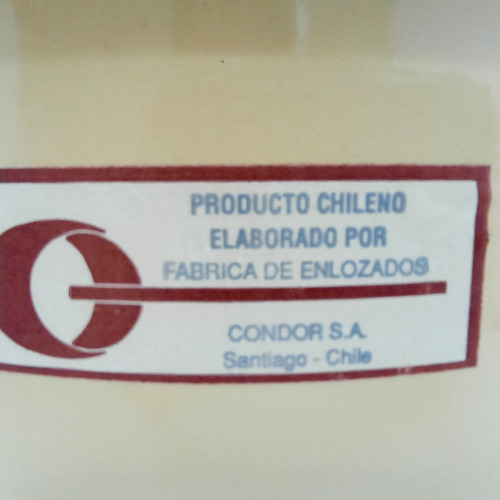 PRODUCTO CHILENO
ELABORADO POR
FABRICA DE ENLOZADOS
CONDOR S.A.
Santiago - Chile